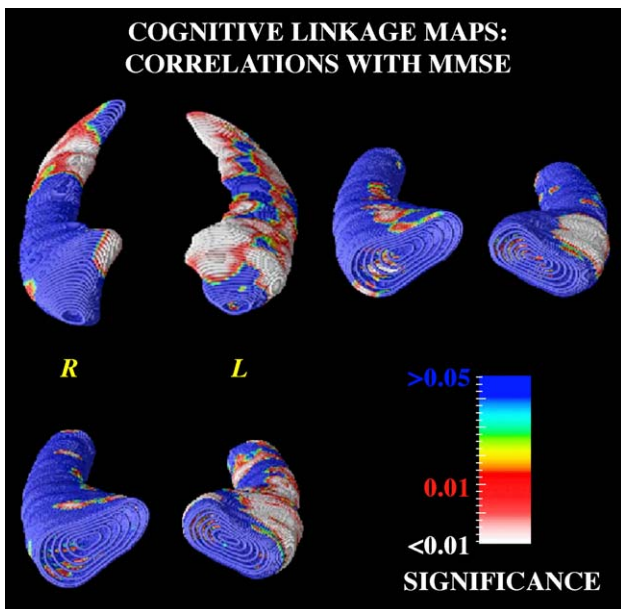 COGNITIVE LINKAGE MAPS:
CORRELATIONS WITH MMSE
R
L
>0.05
0.01
<0.01
SIGNIFICANCE